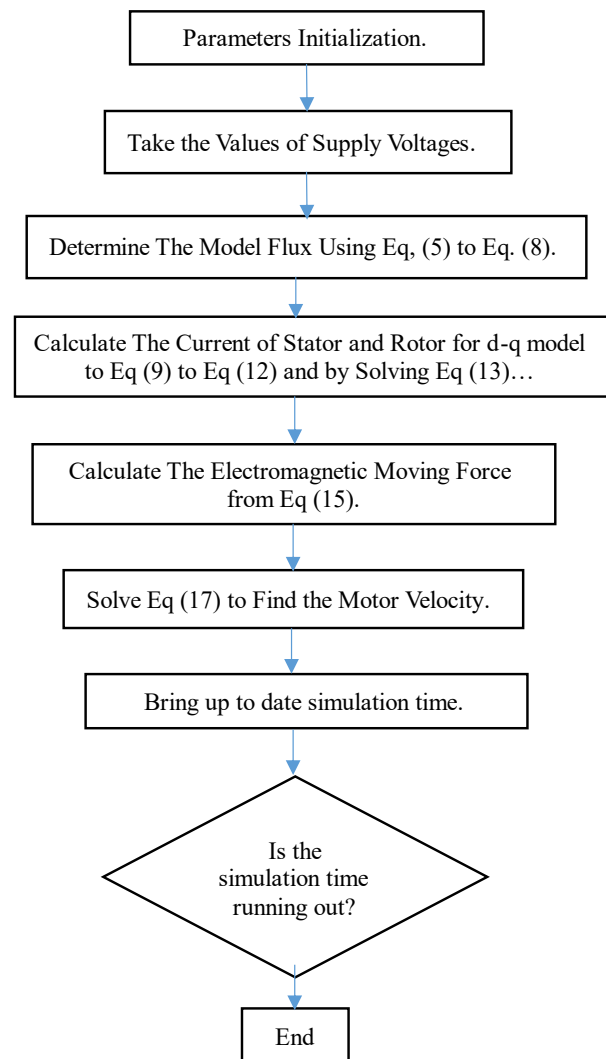 Parameters Initialization.
Take the Values of Supply Voltages.
Determine The Model Flux Using Eq, (5) to Eq. (8).
Calculate The Current of Stator and Rotor for d-q model
to Eq (9) to Eq (12) and by Solving Eq (13)…
Calculate The Electromagnetic Moving Force
from Eq (15).
Solve Eq (17) to Find the Motor Velocity.
Bring up to date simulation time.
Is the
simulation time
running out?
End